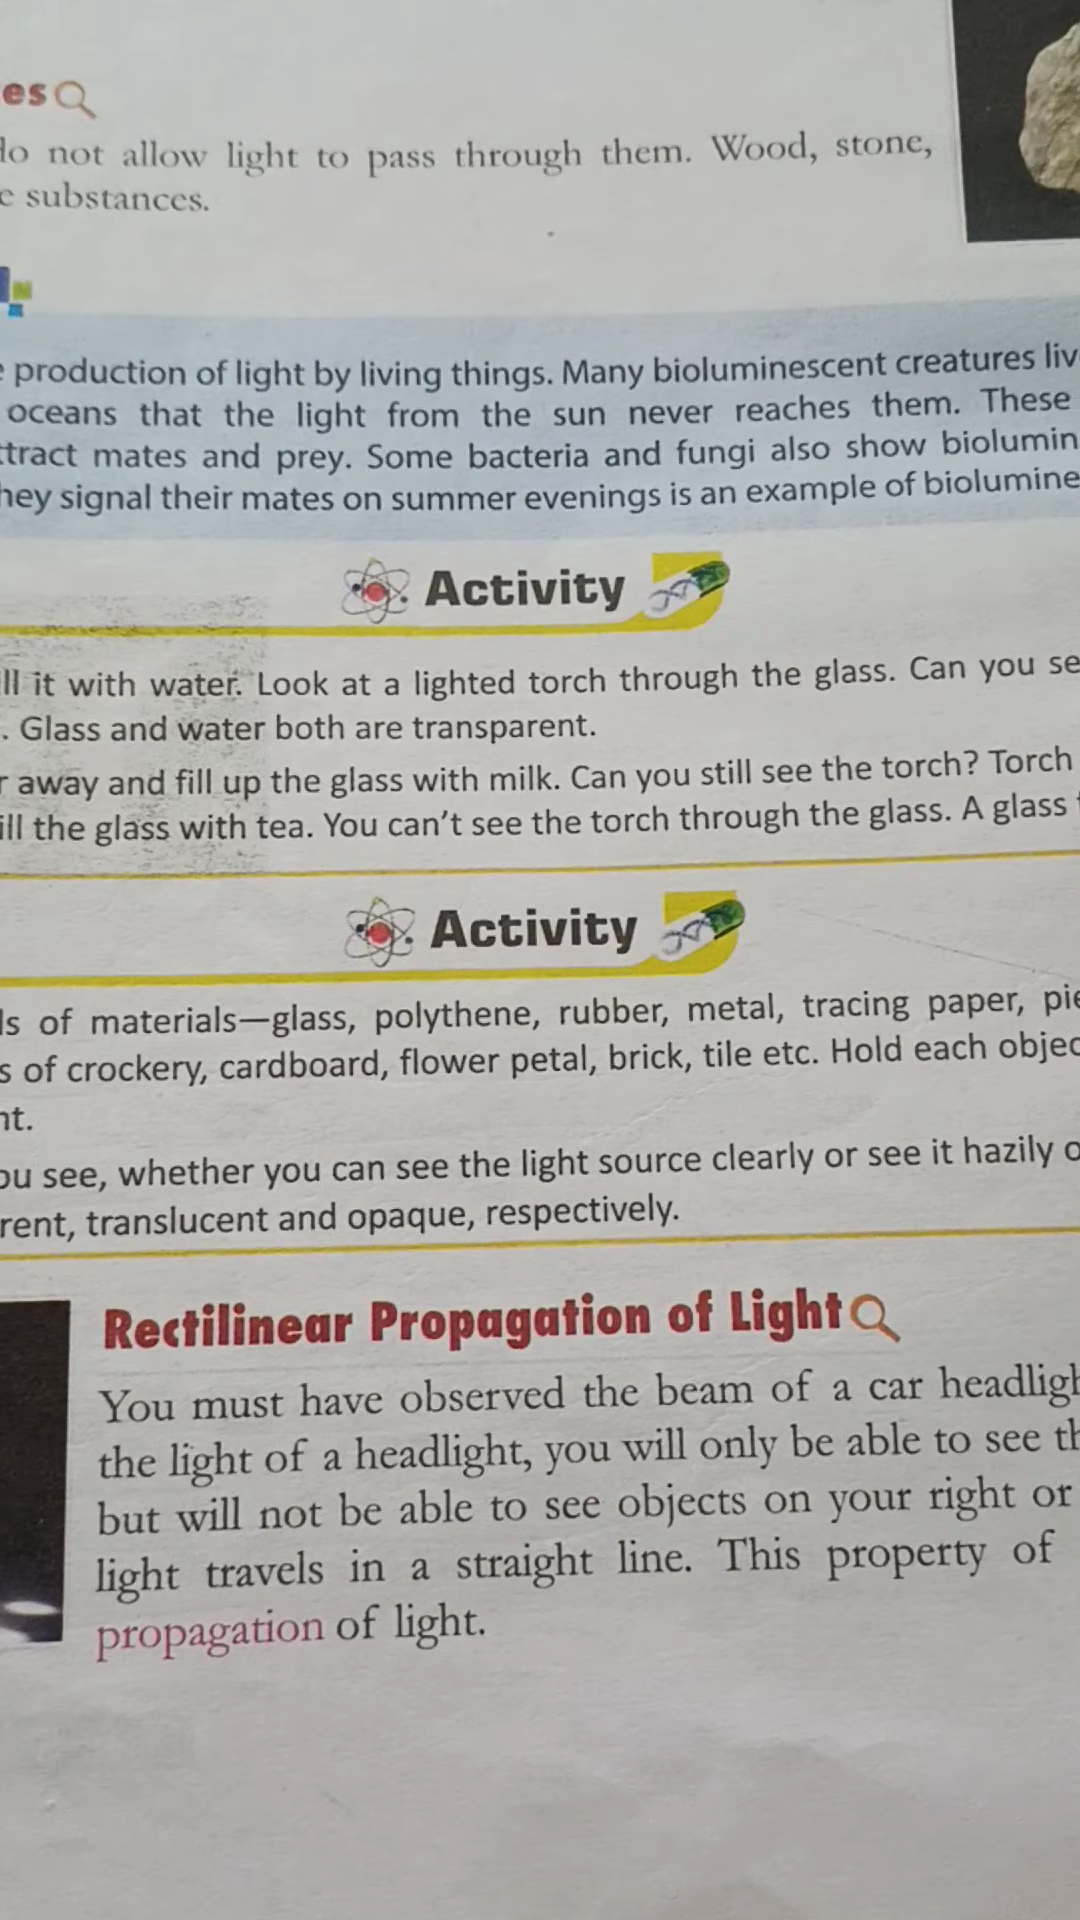 es
do not allow light to pass through them. Wood, stone,
substances.
production of light by living things. Many bioluminescent creatures liv
oceans that the light from the sun never reaches them. These
ttract mates and prey. Some bacteria and fungi also show biolumin
hey signal their mates on summer evenings is an example of biolumine
Activity
ill it with water. Look at a lighted torch through the glass. Can you se
. Glass and water both are transparent.
r away and fill up the glass with milk. Can you still see the torch? Torch
ill the glass with tea. You can't see the torch through the glass. A glass
Activity
ls of materials—glass, polythene, rubber, metal, tracing paper, pie
s of crockery, cardboard, flower petal, brick, tile etc. Hold each objec
nt.
ou see, whether you can see the light source clearly or see it hazily o
rent, translucent and opaque, respectively.
Rectilinear Propagation of Light
You must have observed the beam of a car headligh
the light of a headlight, you will only be able to see th
but will not be able to see objects on your right or
light travels in a straight line. This property of
propagation of light.